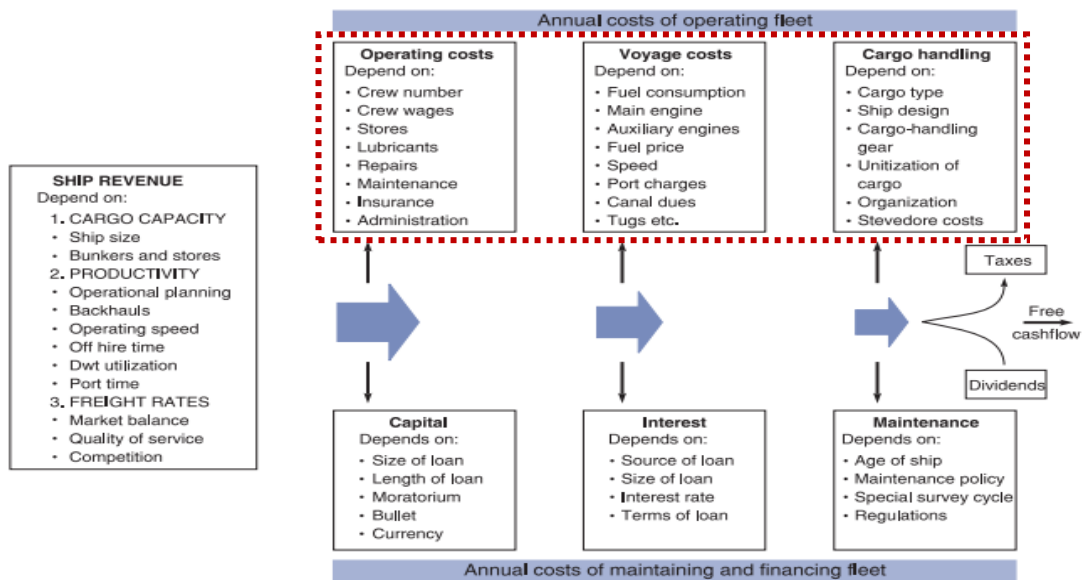 Annual costs of operating fleet
Operating costs
Depend on:
• Crew number
• Crew wages
• Stores
• Lubricants
• Repairs
• Maintenance
• Insurance
• Administration
Voyage costs
Depend on:
• Fuel consumption
• Main engine
• Auxiliary engines
• Fuel price
• Speed
• Port charges
• Canal dues
• Tugs etc.
Cargo handling
Depend on:
• Cargo type
• Ship design
• Cargo-handling
gear
• Unitization of
cargo
• Organization
• Stevedore costs
SHIP REVENUE
Depend on:
1. CARGO CAPACITY
• Ship size
• Bunkers and stores
2. PRODUCTIVITY
• Operational planning
• Backhauls
• Operating speed
• Off hire time
• Dwt utilization
• Port time
3. FREIGHT RATES
• Market balance
• Quality of service
• Competition
Taxes
Free
cashflow
Dividends
Capital
Depends on:
• Size of loan
• Length of loan
• Moratorium
• Bullet
• Currency
Interest
Depends on:
• Source of loan
• Size of loan
• Interest rate
• Terms of loan
Maintenance
Depends on:
• Age of ship
• Maintenance policy
• Special survey cycle
• Regulations
Annual costs of maintaining and financing fleet